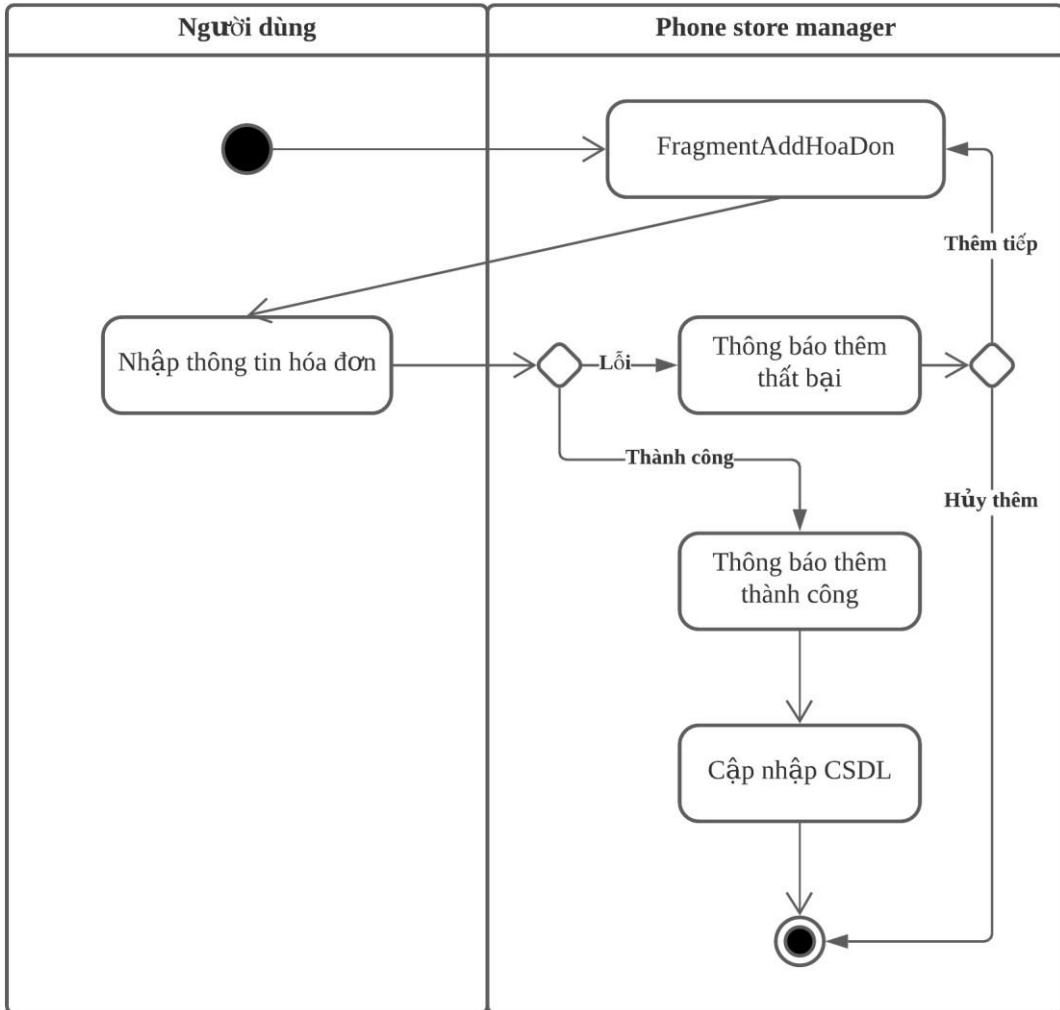 Người dùng
Phone store manager
FragmentAddHoaDon
Thêm tiếp
Nhập thông tin hóa đơn
Lỗi
Thông báo thêm
thất bại
Thành công
Hủy thêm
Thông báo thêm
thành công
Cập nhập CSDL